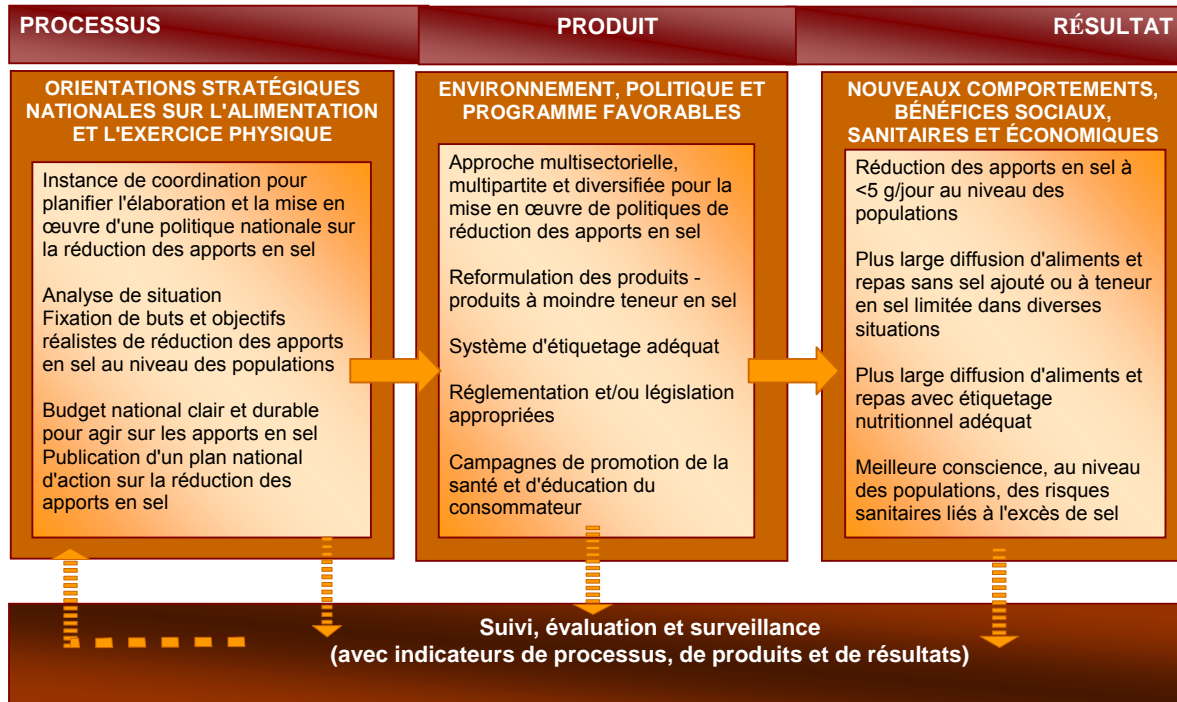 PROCESSUS
PRODUIT
RÉSULTAT
ORIENTATIONS STRATÉGIQUES
NATIONALES SUR L'ALIMENTATION
ET L'EXERCICE PHYSIQUE
Instance de coordination pour
planifier l'élaboration et la mise en
œuvre d'une politique nationale sur
la réduction des apports en sel
Analyse de situation
Fixation de buts et objectifs
réalistes de réduction des apports
en sel au niveau des populations
Budget national clair et durable
pour agir sur les apports en sel
Publication d'un plan national
d'action sur la réduction des
apports en sel
ENVIRONNEMENT, POLITIQUE ET
PROGRAMME FAVORABLES
Approche multisectorielle,
multipartite et diversifiée pour la
mise en œuvre de politiques de
réduction des apports en sel
Reformulation des produits -
produits à moindre teneur en sel
Système d'étiquetage adéquat
Réglementation et/ou législation
appropriées
Campagnes de promotion de la
santé et d'éducation du
consommateur
NOUVEAUX COMPORTEMENTS,
BÉNÉFICES SOCIAUX,
SANITAIRES ET ÉCONOMIQUES
Réduction des apports en sel à
<5 g/jour au niveau des
populations
Plus large diffusion d'aliments et
repas sans sel ajouté ou à teneur
en sel limitée dans diverses
situations
Plus large diffusion d'aliments et
repas avec étiquetage
nutritionnel adéquat
Meilleure conscience, au niveau
des populations, des risques
sanitaires liés à l'excès de sel
Suivi, évaluation et surveillance
(avec indicateurs de processus, de produits et de résultats)